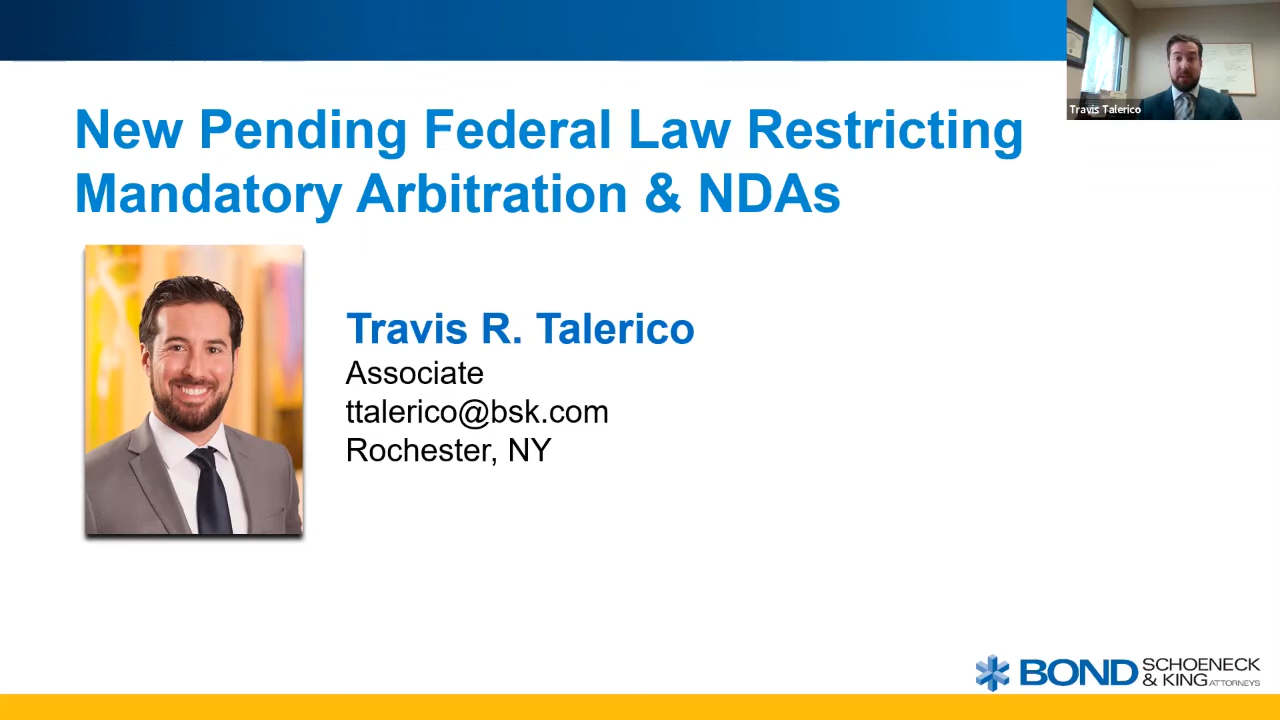 New Pending Federal Law Restricting
Mandatory Arbitration & NDAs
Travis Talerico
Travis R. Talerico
Associate
ttalerico@bsk.com
Rochester, NY
BOND SCHOENECK
& KING ATTORNEYS